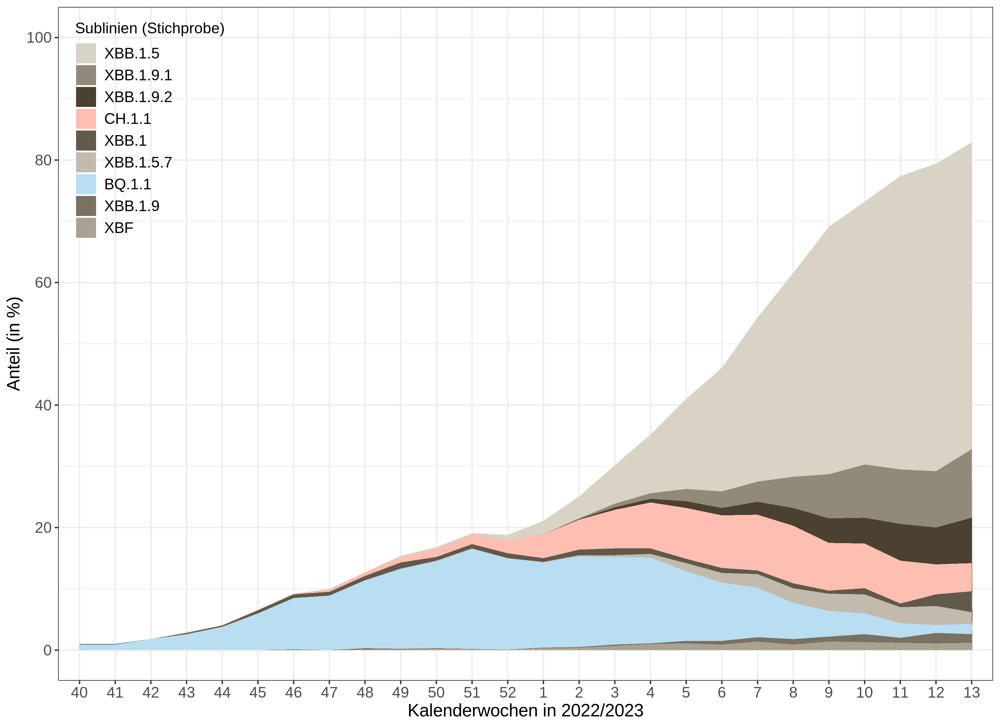 Sublinien (Stichprobe)
XBB.1.5
XBB.1.9.1
XBB.1.9.2
CH.1.1
XBB.1
XBB.1.5.7
BQ.1.1
XBB.1.9
XBF
Anteil (in %)
100
80
60
40
20
0
40 41 42 43 44 45 46 47 48 49 50 51 52 1 2 3 4 5 6 7 8 9 10 11 12 13
Kalenderwochen in 2022/2023